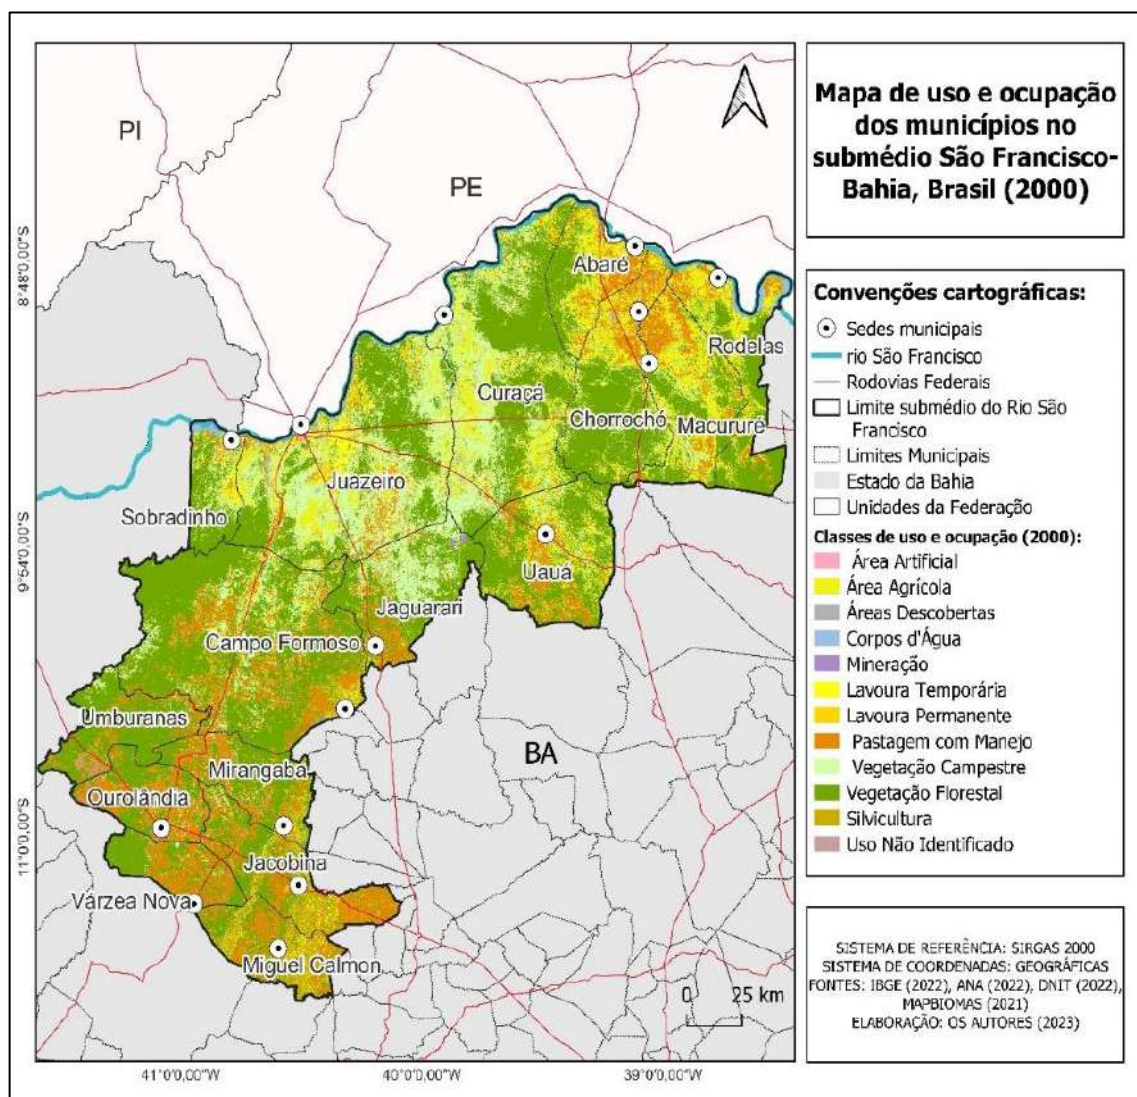 Mapa de uso e ocupação
dos municípios no
submédio São Francisco-
Bahia, Brasil (2000)
PI
PE
BA
8°48'0,00"S
9°54'0,00"S
11°0'0,00"S
41°0'0,00"W
40°0'0,00"W
39°0'0,00"W
Abaré
Rodelas
Curaçá
Chorrochó
Macururé
Juazeiro
Sobradinho
Uauá
Jaguarari
Campo Formoso
Umburanas
Mirangaba
Ourolândia
Jacobina
Várzea Nova
Miguel Calmon
0 25 km
Convenções cartográficas:
Sedes municipais
rio São Francisco
Rodovias Federais
Limite submédio do Rio São
Francisco
Limites Municipais
Estado da Bahia
Unidades da Federação
Classes de uso e ocupação (2000):
Área Artificial
Área Agrícola
Áreas Descobertas
Corpos d'Água
Mineração
Lavoura Temporária
Lavoura Permanente
Pastagem com Manejo
Vegetação Campestre
Vegetação Florestal
Silvicultura
Uso Não Identificado
SISTEMA DE REFERÊNCIA: SIRGAS 2000
SISTEMA DE COORDENADAS: GEOGRÁFICAS
FONTES: IBGE (2022), ANA (2022), DNIT (2022),
MAPBIOMAS (2021)
ELABORAÇÃO: OS AUTORES (2023)